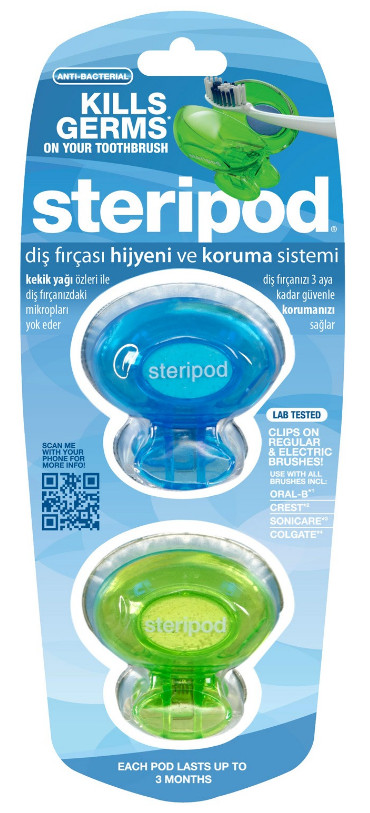 ANTI-BACTERIAL
KILLS
GERMS*
ON YOUR TOOTHBRUSH
steripod®
diş fırçası hijyeni ve koruma sistemi
kekik yağı özleri ile
diş fırçanızdaki
mikropları
yok eder
diş fırçanızı 3 aya
kadar güvenle
korumanızı
sağlar
steripod
LAB TESTED
CLIPS ON
REGULAR
& ELECTRIC
BRUSHES!
USE WITH ALL
BRUSHES INCL:
ORAL-B
CREST
SONICARE
COLGATE
SCAN ME
WITH YOUR
PHONE FOR
MORE INFO!
steripod
EACH POD LASTS UP TO
3 MONTHS